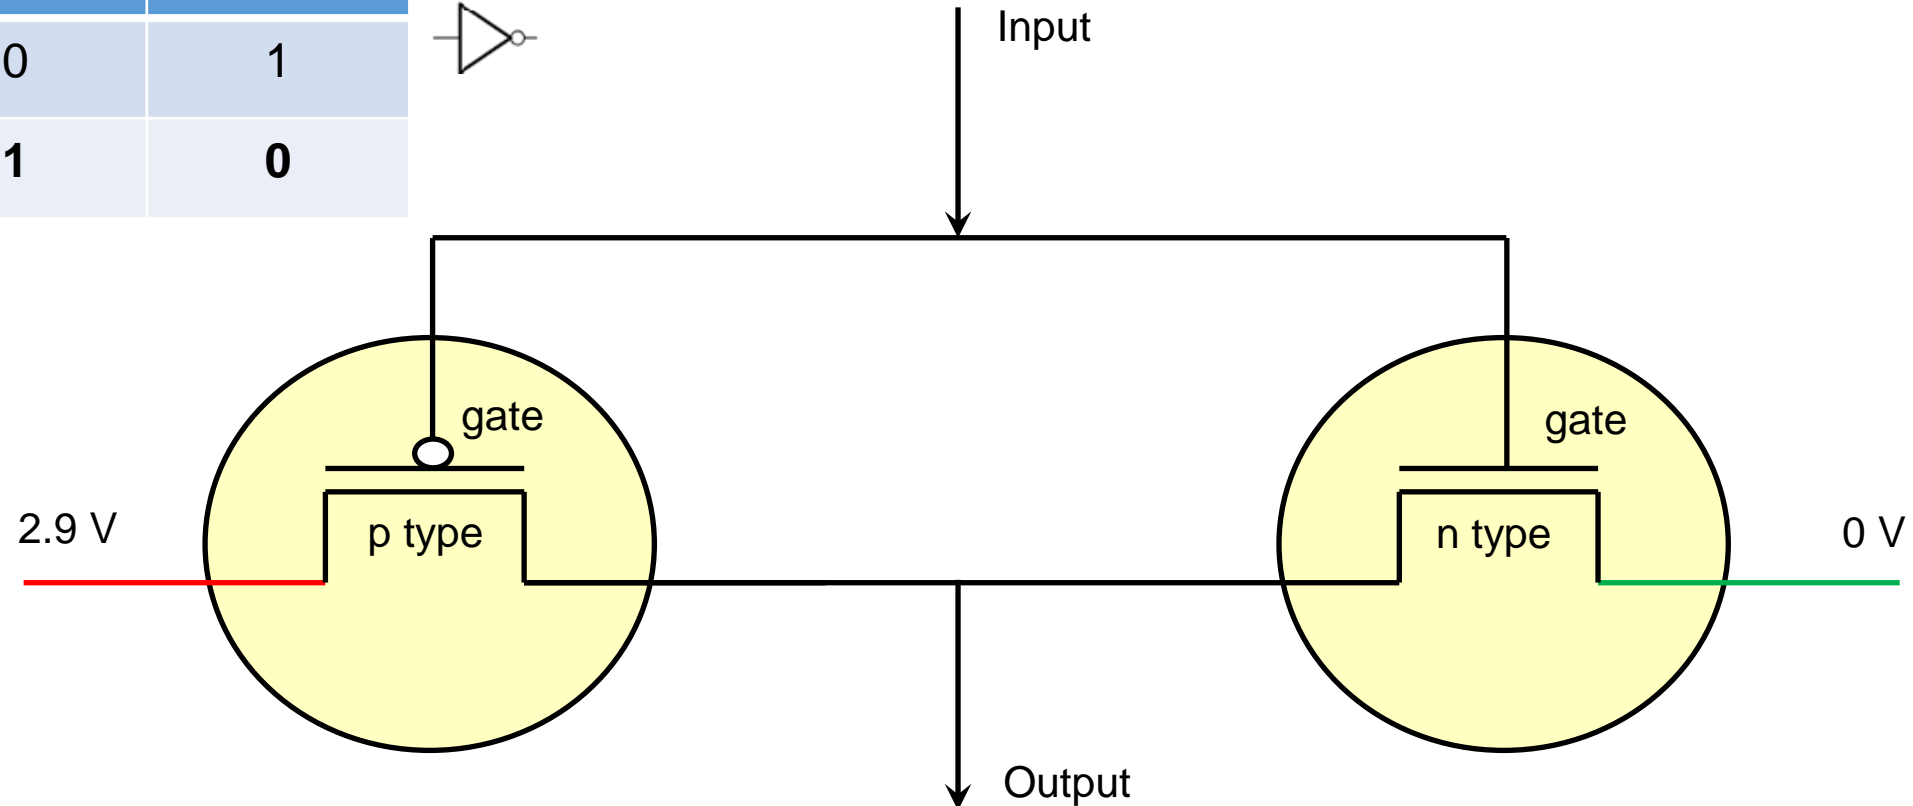 0 1
1 0
Input
gate
gate
2.9 V
p type
n type
0 V
Output